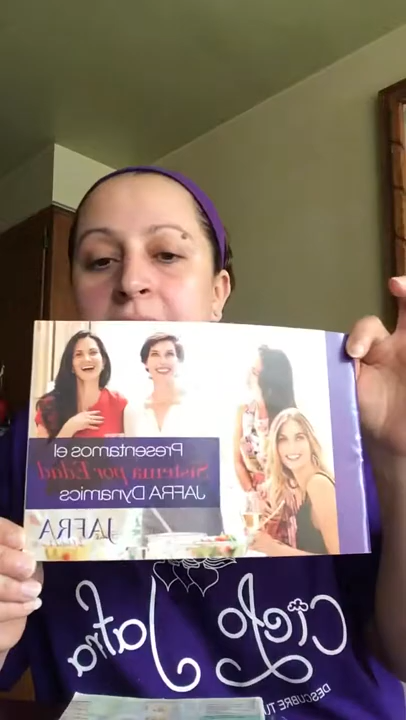 Presentamos el
Sistema por Edad
JAFRA Dynamics
JAFRA
Cielo
Jafra
DESCUBRE TU